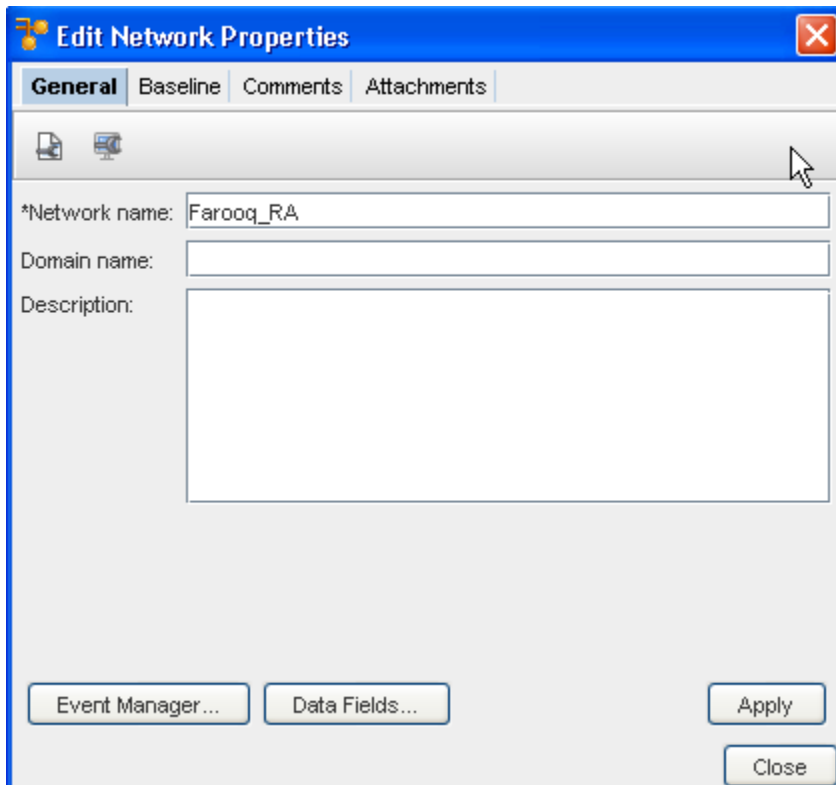 Edit Network Properties
General Baseline Comments Attachments
*Network name: Farooq_RA
Domain name:
Description:
Event Manager... Data Fields... Apply
Close